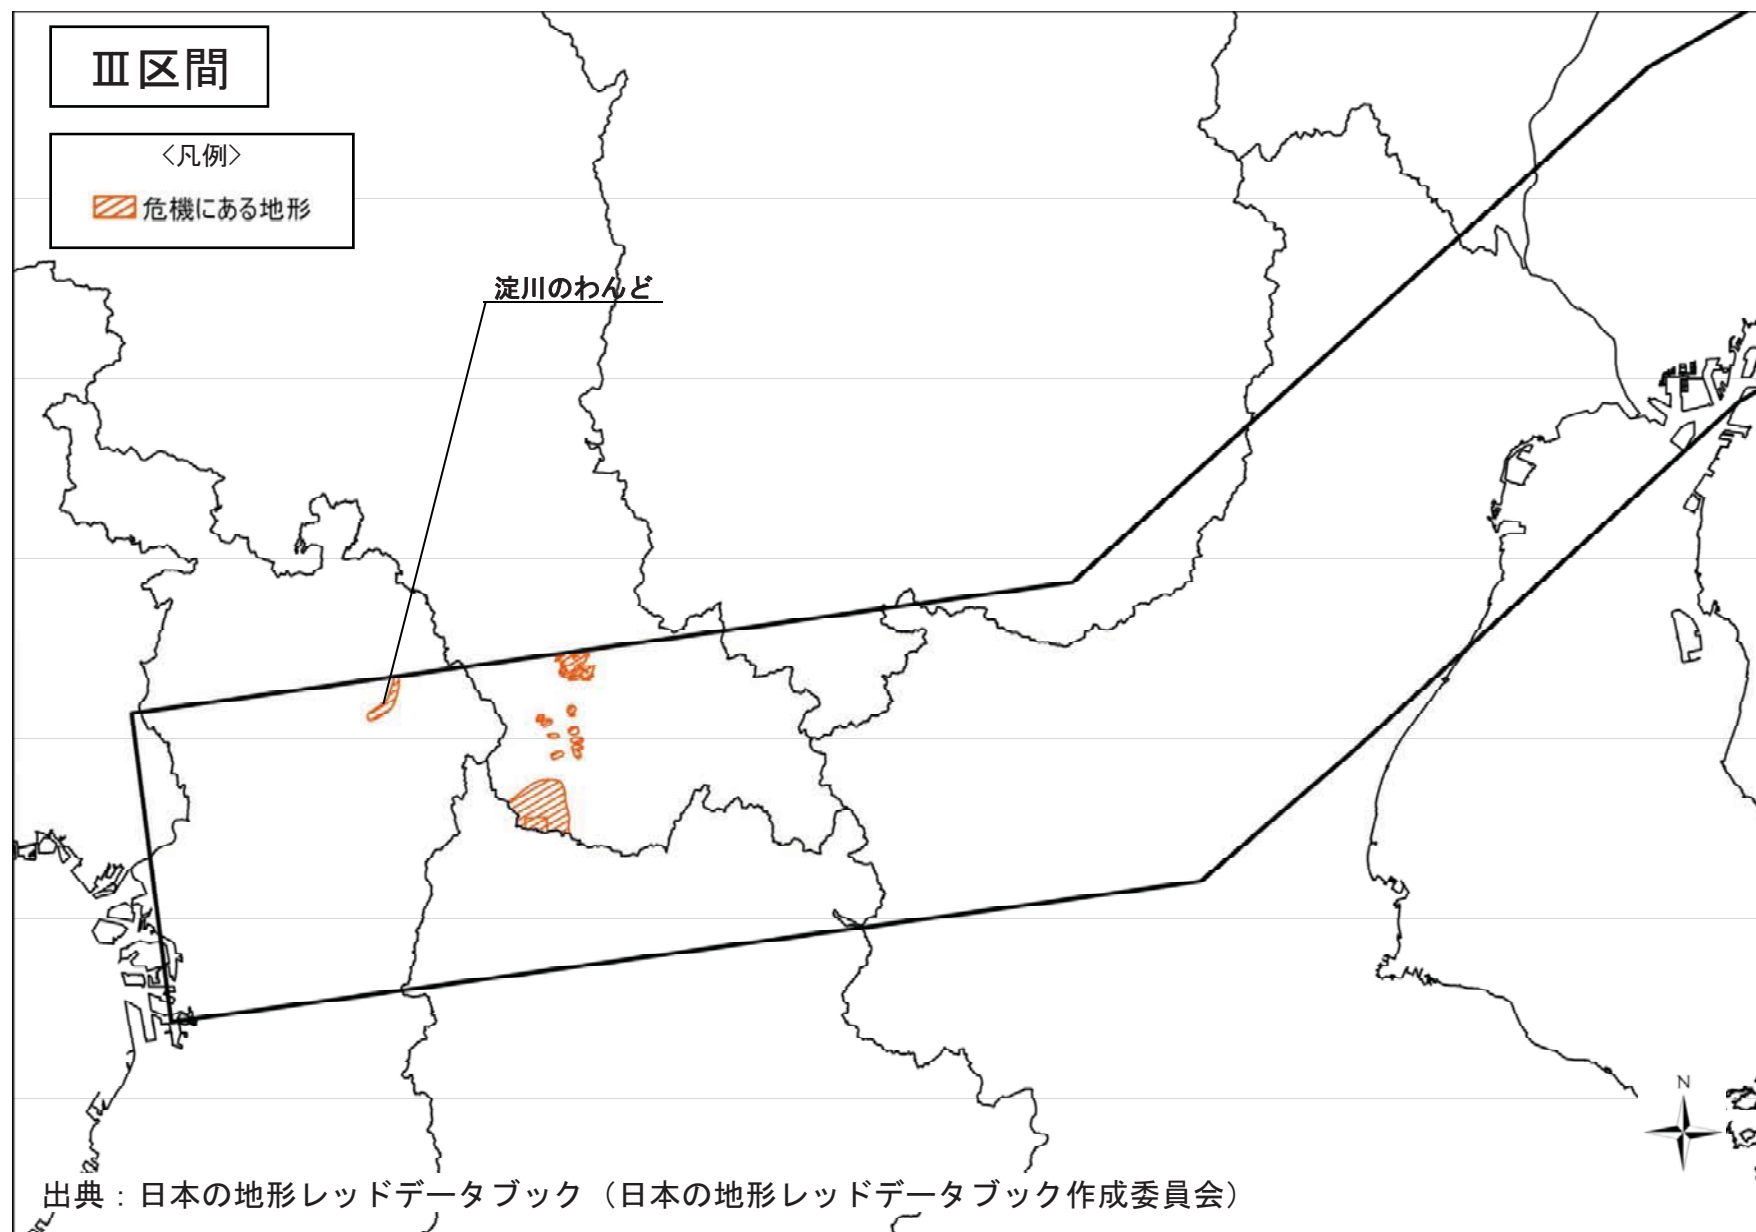 Ⅲ区間
<凡例>
危機にある地形
淀川のわんど
N
出典：日本の地形レッドデータブック（日本の地形レッドデータブック作成委員会）